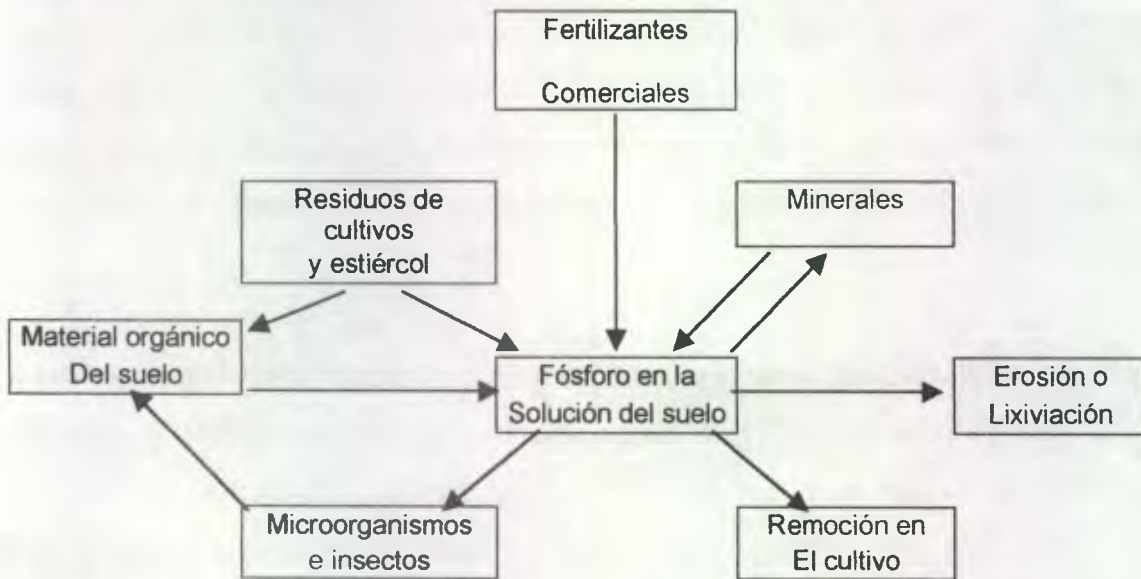 Fertilizantes
Comerciales
Residuos de
cultivos
y estiércol
Minerales
Material orgánico
Del suelo
Fósforo en la
Solución del suelo
Erosión o
Lixiviación
Microorganismos
e insectos
Remoción en
El cultivo